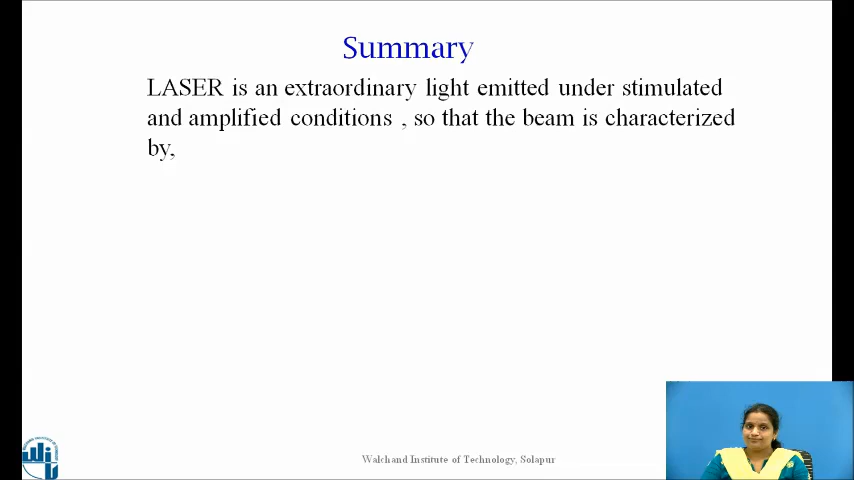 Summary
LASER is an extraordinary light emitted under stimulated
and amplified conditions , so that the beam is characterized
by,
Walchand Institute of Technology, Solapur